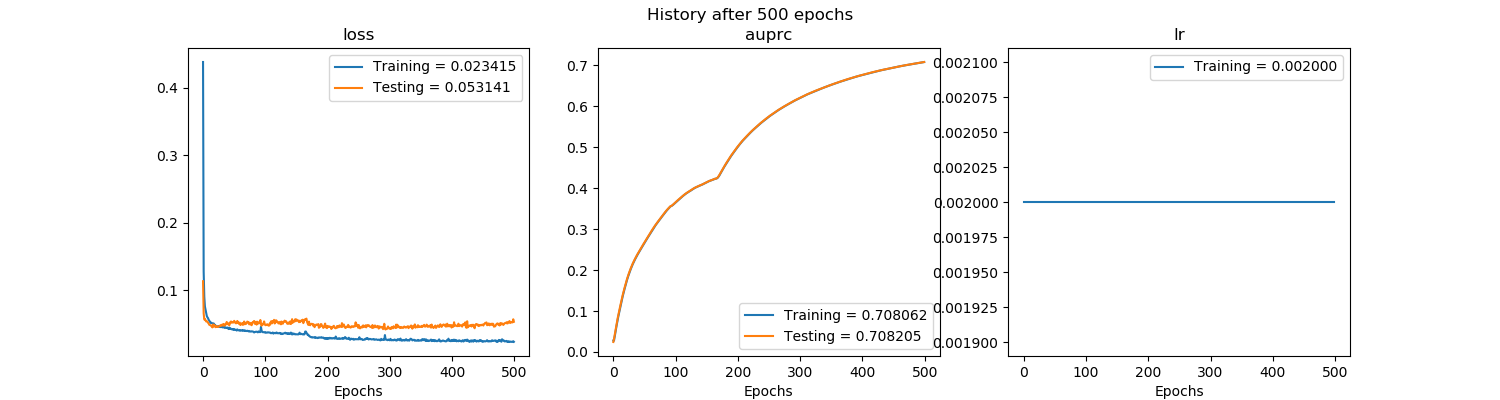 History after 500 epochs
loss
Training = 0.023415
Testing = 0.053141
0.4
0.3
0.2
0.1
0 100 200 300 400 500
Epochs
auprc
0.7
0.6
0.5
0.4
0.3
0.2
0.1
0.0
Training = 0.708062
Testing = 0.708205
0 100 200 300 400 500
Epochs
lr
Training = 0.002000
0.002100
0.002075
0.002050
0.002025
0.002000
0.001975
0.001950
0.001925
0.001900
0 100 200 300 400 500
Epochs